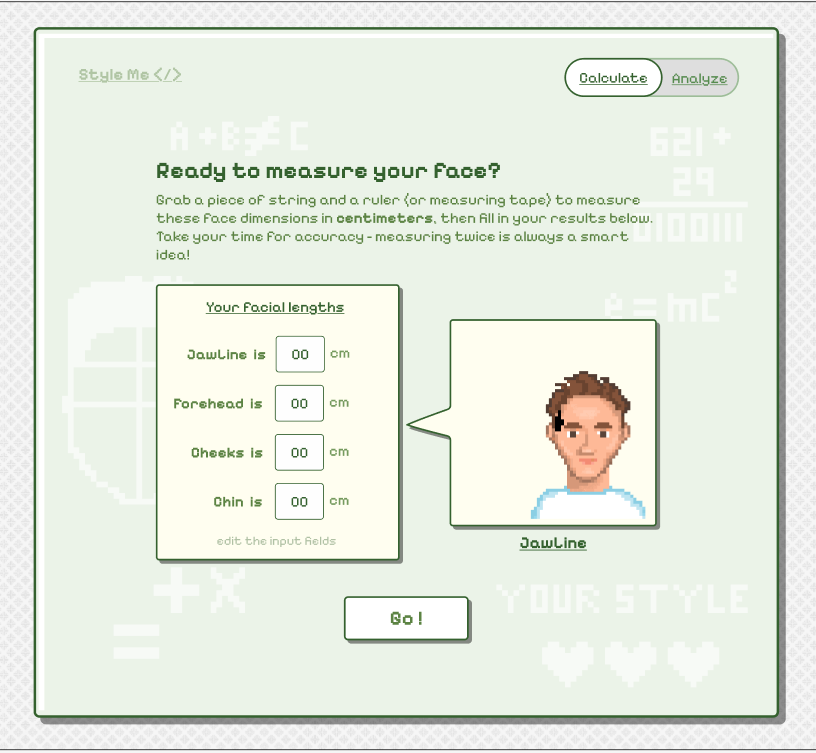 Style Me </>
Calculate
Analyze
A+B≠C
621+
29
0100111
Ready to measure your face?
Grab a piece of string and a ruler (or measuring tape) to measure
these face dimensions in centimeters, then fill in your results below.
Take your time for accuracy - measuring twice is always a smart
idea!
e=mc²
Your facial lengths
JawLine is 00 cm
Forehead is 00 cm
Cheeks is 00 cm
Chin is 00 cm
edit the input fields
JawLine
+ x
=
Go!
YOUR STYLE